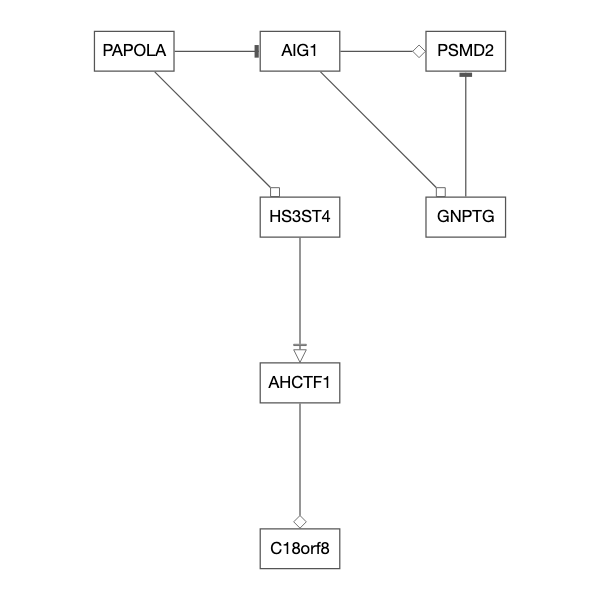 PAPOLA
AIG1
PSMD2
HS3ST4
GNPTG
AHCTF1
C18orf8